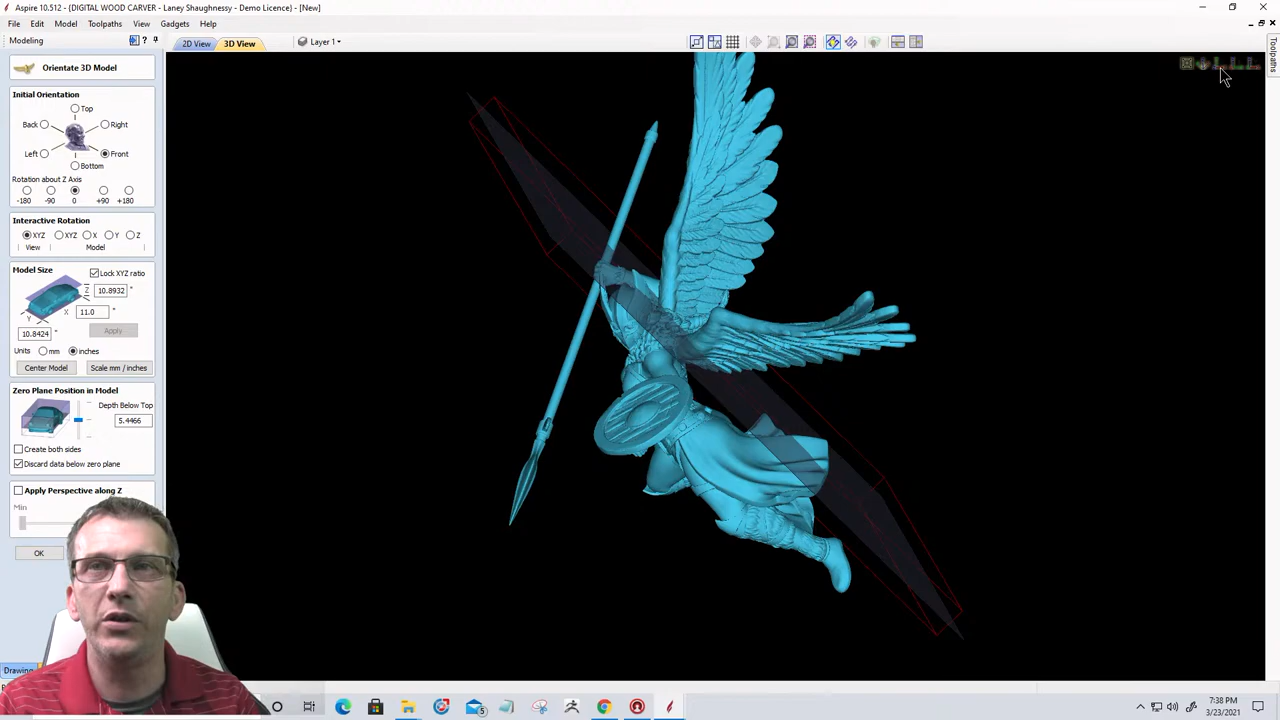 Aspire 10.512 - {DIGITAL WOOD CARVER - Laney Shaughnessy - Demo Licence} - [New]
File Edit Model Toolpaths View Gadgets Help
Modeling
2D View 3D View Layer 1
Toolpaths
Orientate 3D Model
Initial Orientation
Top
Back Right
Left Front
Bottom
Rotation about Z Axis
-180 -90 0 +90 +180
Interactive Rotation
XYZ XYZ X Y Z
View Model
Model Size
Lock XYZ ratio
Z 10.8932 "
X 11.0 "
Y
10.8424 "
Apply
Units mm inches
Center Model Scale mm / inches
Zero Plane Position in Model
Depth Below Top
5.4466
Create both sides
Discard data below zero plane
Apply Perspective along Z
Min
OK
Drawing
5
7:38 PM
3/23/2021